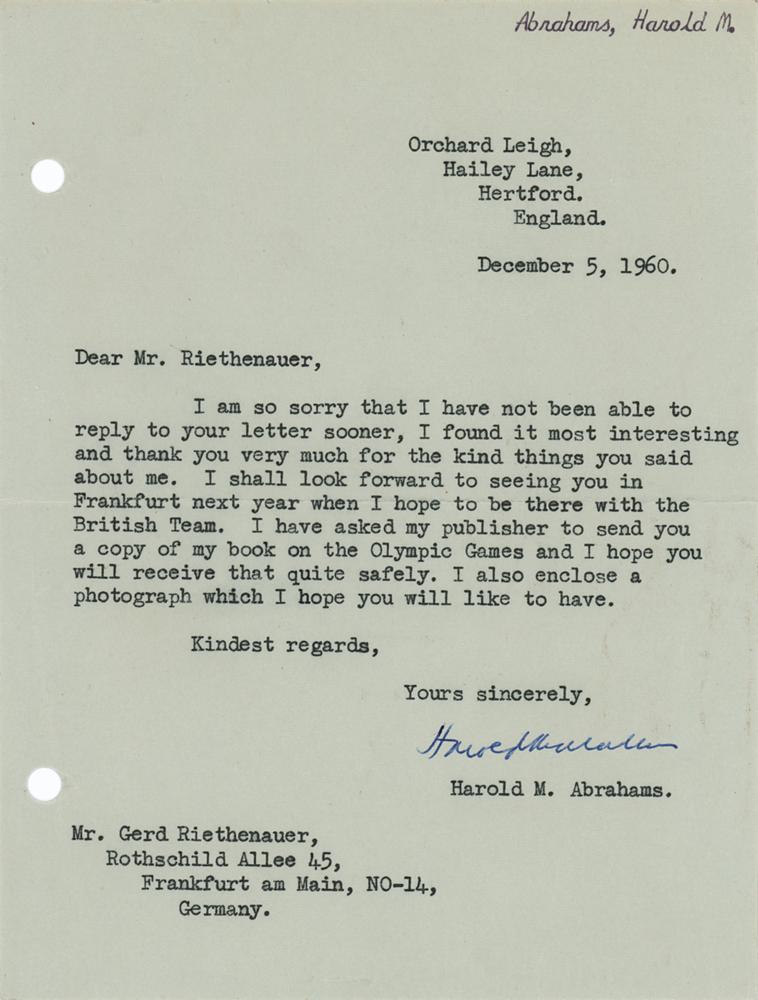 Abrahams, Harold M.
Orchard Leigh,
Hailey Lane,
Hertford.
England.
December 5, 1960.
Dear Mr. Riethenauer,
I am so sorry that I have not been able to
reply to your letter sooner, I found it most interesting
and thank you very much for the kind things you said
about me.  I shall look forward to seeing you in
Frankfurt next year when I hope to be there with the
British Team.  I have asked my publisher to send you
a copy of my book on the Olympic Games and I hope you
will receive that quite safely. I also enclose a
photograph which I hope you will like to have.
Kindest regards,
Yours sincerely,
Harold Abrahams
Harold M. Abrahams.
Mr. Gerd Riethenauer,
Rothschild Allee 45,
Frankfurt am Main, NO-14,
Germany.